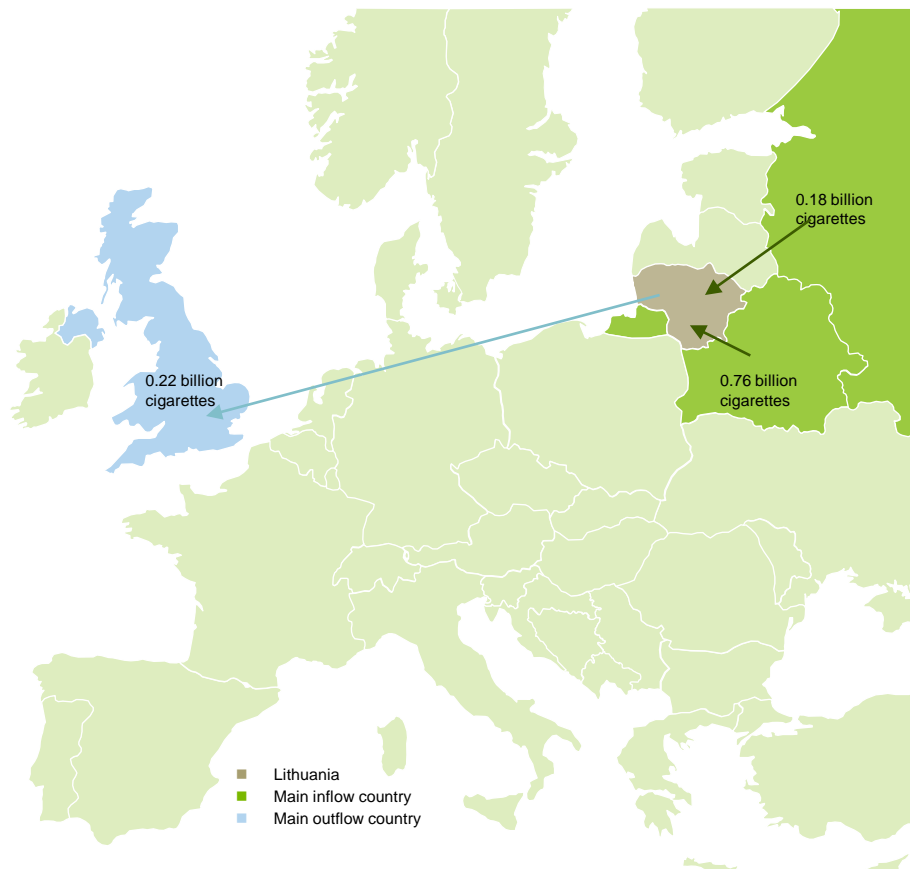 0.18 billion
cigarettes
0.22 billion
cigarettes
0.76 billion
cigarettes
Lithuania
Main inflow country
Main outflow country